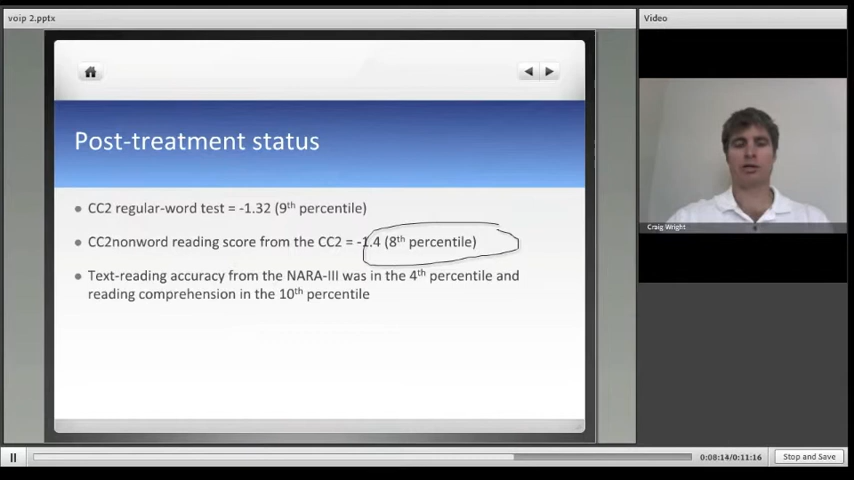 voip 2.pptx
Video
Post-treatment status
CC2 regular-word test = -1.32 (9th percentile)
CC2nonword reading score from the CC2 = -1.4 (8th percentile)
Text-reading accuracy from the NARA-III was in the 4th percentile and
reading comprehension in the 10th percentile
Craig Wright
0:08:14/0:11:16
Stop and Save